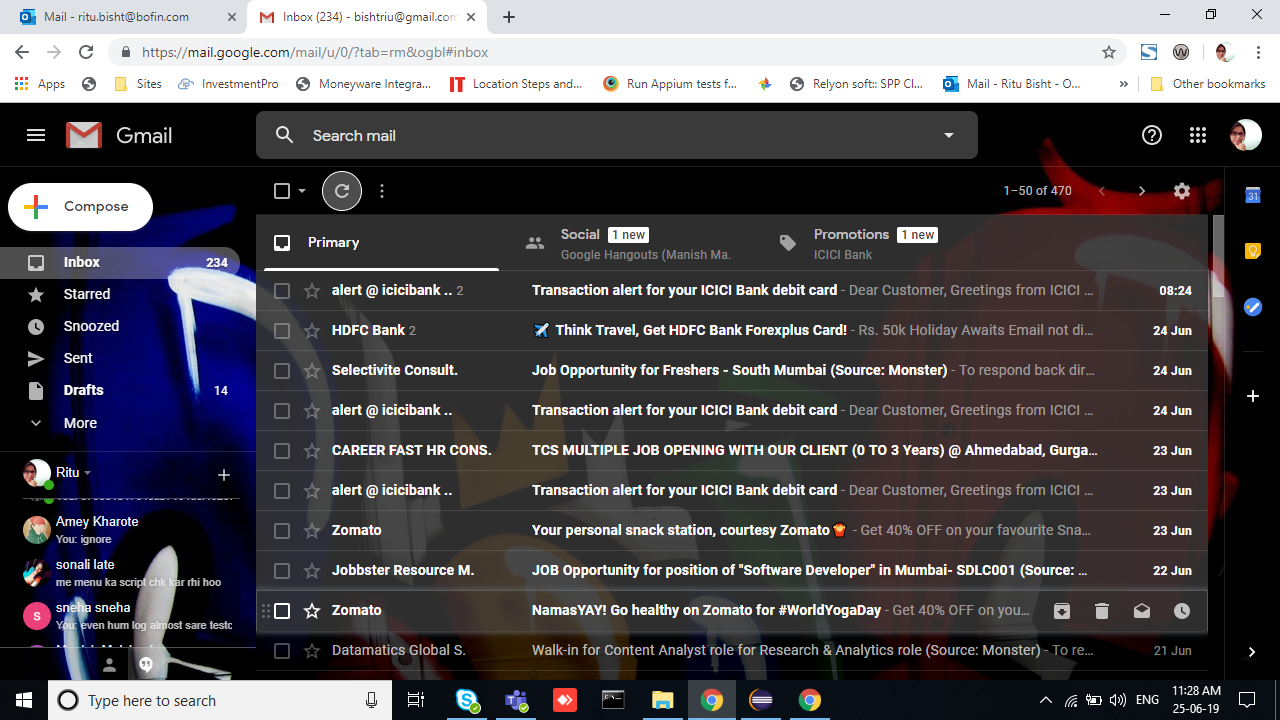 Mail - ritu.bisht@bofin.com
Inbox (234) - bishtriu@gmail.com
https://mail.google.com/mail/u/0/?tab=rm&ogbl#inbox
Apps
Sites
InvestmentPro
Moneyware Integra...
Location Steps and...
Run Appium tests f...
Relyon soft:: SPP Cl...
Mail - Ritu Bisht - O...
»
Other bookmarks
Gmail
Search mail
Compose
1–50 of 470
Primary
Social 1 new
Google Hangouts (Manish Ma.
Promotions 1 new
ICICI Bank
Inbox 234
Starred
Snoozed
Sent
Drafts 14
More
alert @ icicibank .. 2 Transaction alert for your ICICI Bank debit card - Dear Customer, Greetings from ICICI ... 08:24
HDFC Bank 2 ✈️ Think Travel, Get HDFC Bank Forexplus Card! - Rs. 50k Holiday Awaits Email not di... 24 Jun
Selectivite Consult. Job Opportunity for Freshers - South Mumbai (Source: Monster) - To respond back dir... 24 Jun
alert @ icicibank .. Transaction alert for your ICICI Bank debit card - Dear Customer, Greetings from ICICI ... 24 Jun
CAREER FAST HR CONS. TCS MULTIPLE JOB OPENING WITH OUR CLIENT (0 TO 3 Years) @ Ahmedabad, Gurga... 23 Jun
alert @ icicibank .. Transaction alert for your ICICI Bank debit card - Dear Customer, Greetings from ICICI ... 23 Jun
Zomato Your personal snack station, courtesy Zomato - Get 40% OFF on your favourite Sna... 23 Jun
Jobbster Resource M. JOB Opportunity for position of "Software Developer" in Mumbai- SDLC001 (Source: ... 22 Jun
Zomato NamasYAY! Go healthy on Zomato for #WorldYogaDay - Get 40% OFF on you...
Datamatics Global S. Walk-in for Content Analyst role for Research & Analytics role (Source: Monster) - To re... 21 Jun
Ritu
Amey Kharote
You: ignore
sonali late
me menu ka script chk kar rhi hoo
sneha sneha
You: even hum log almost sare testc
31
S
Type here to search
ENG
11:28 AM
25-06-19